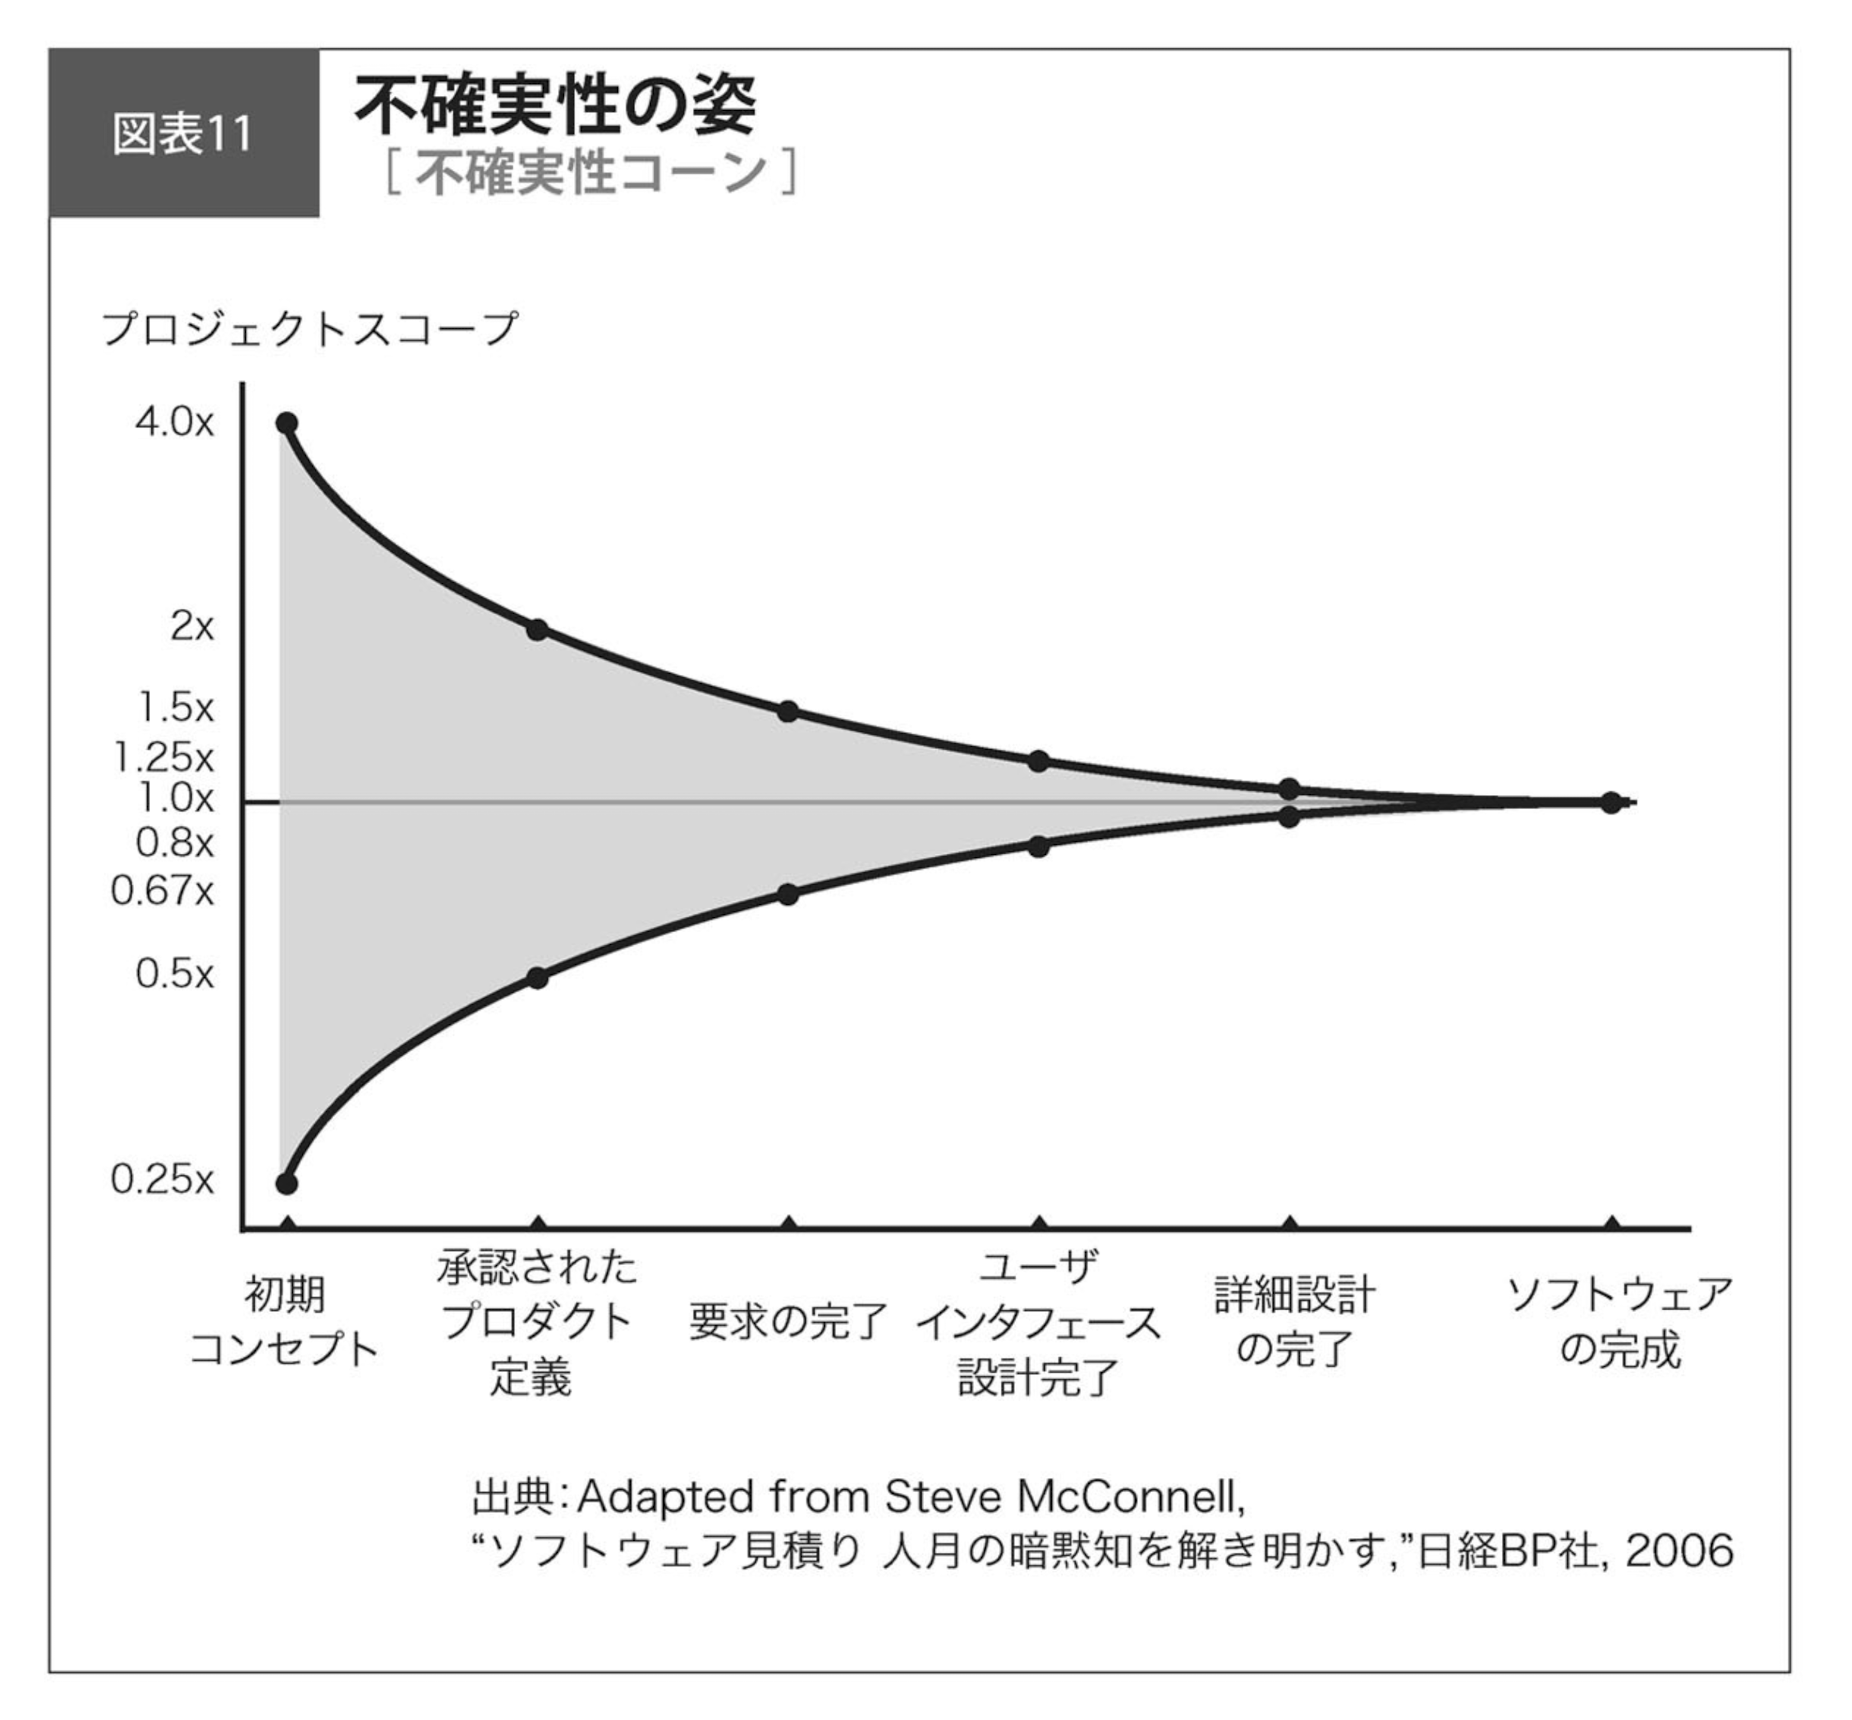 図表11
不確実性の姿
［不確実性コーン］
プロジェクトスコープ
4.0x
2x
1.5x
1.25x
1.0x
0.8x
0.67x
0.5x
0.25x
初期
コンセプト
承認された
プロダクト
定義
要求の完了
ユーザ
インタフェース
設計完了
詳細設計
の完了
ソフトウェア
の完成
出典：Adapted from Steve McConnell,
“ソフトウェア見積り 人月の暗黙知を解き明かす,”日経BP社, 2006